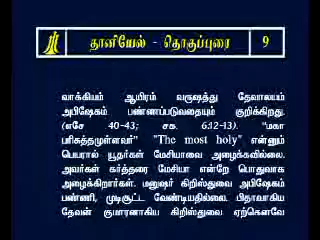 தானியேல் - தொகுப்புரை 9
வாக்கியம் ஆயிரம் வருஷத்து தேவாலயம்
அபிஷேகம் பண்ணப்படுவதையும் குறிக்கிறது.
(எசே 40-43; சக. 6:12-13). "மகா
பரிசுத்தமுள்ளவர்" "The most holy" என்னும்
பெயரால் யூதர்கள் மேசியாவை அழைக்கவில்லை.
அவர்கள் கர்த்தரை மேசியா என்றே பொதுவாக
அழைக்கிறார்கள். மனுஷர் கிறிஸ்துவை அபிஷேகம்
பண்ணி, முடிசூட்ட வேண்டியதில்லை. பிதாவாகிய
தேவன் குமாரனாகிய கிறிஸ்துவை ஏற்கெனவே